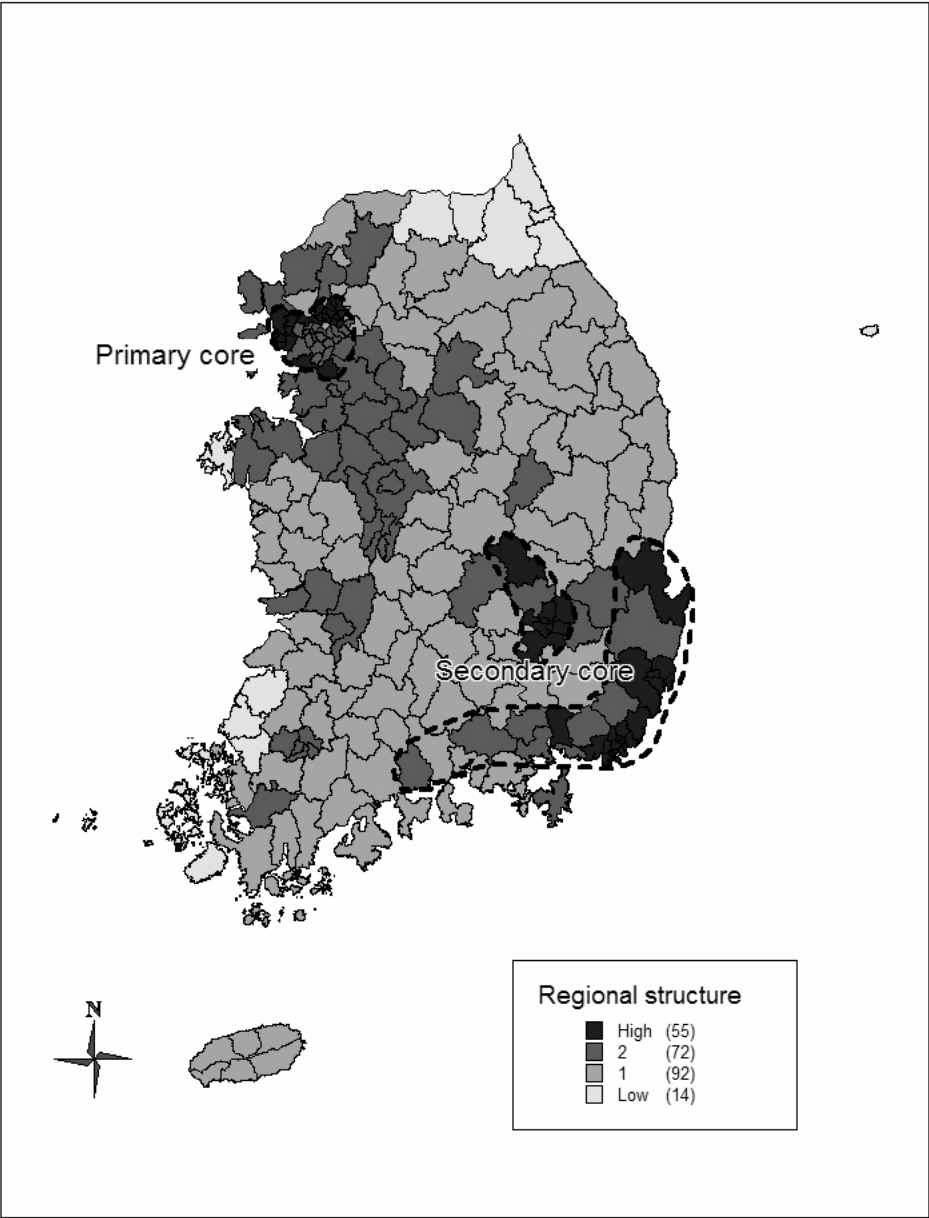 Primary core
Secondary core
N
Regional structure
High (55)
2 (72)
1 (92)
Low (14)